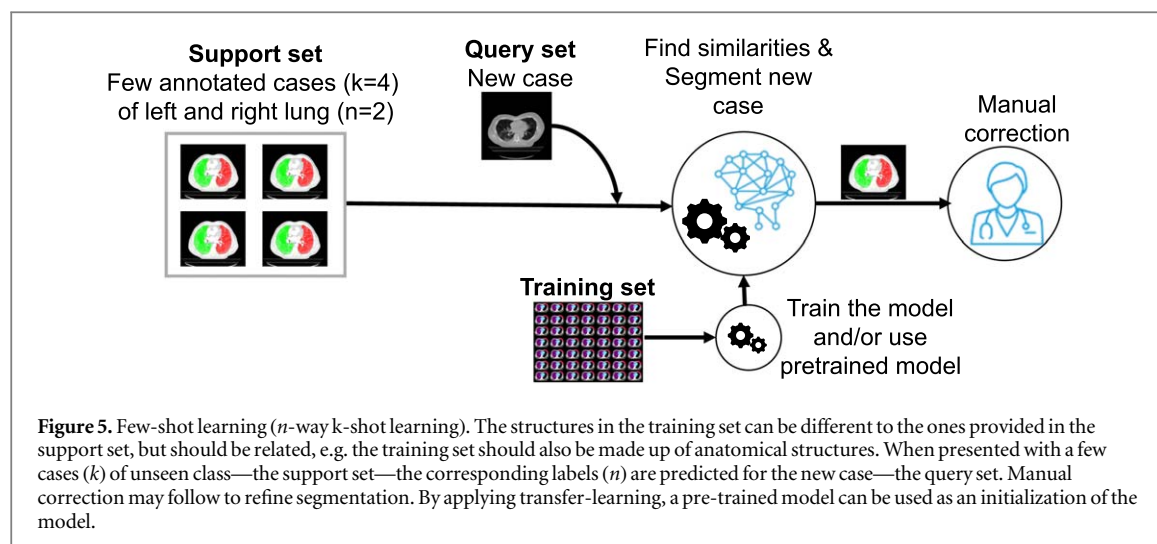 Support set
Few annotated cases (k=4)
of left and right lung (n=2)
Query set
New case
Find similarities &
Segment new
case
Manual
correction
Training set
Train the model
and/or use
pretrained model
Figure 5. Few-shot learning (n-way k-shot learning). The structures in the training set can be different to the ones provided in the
support set, but should be related, e.g. the training set should also be made up of anatomical structures. When presented with a few
cases (k) of unseen class—the support set—the corresponding labels (n) are predicted for the new case—the query set. Manual
correction may follow to refine segmentation. By applying transfer-learning, a pre-trained model can be used as an initialization of the
model.